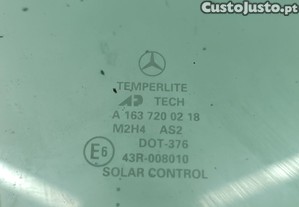 CustoJusto.pt
TEMPERLITE
AP TECH
A 163 720 02 18
M2H4 AS2
DOT-376
E6 43R-008010
SOLAR CONTROL